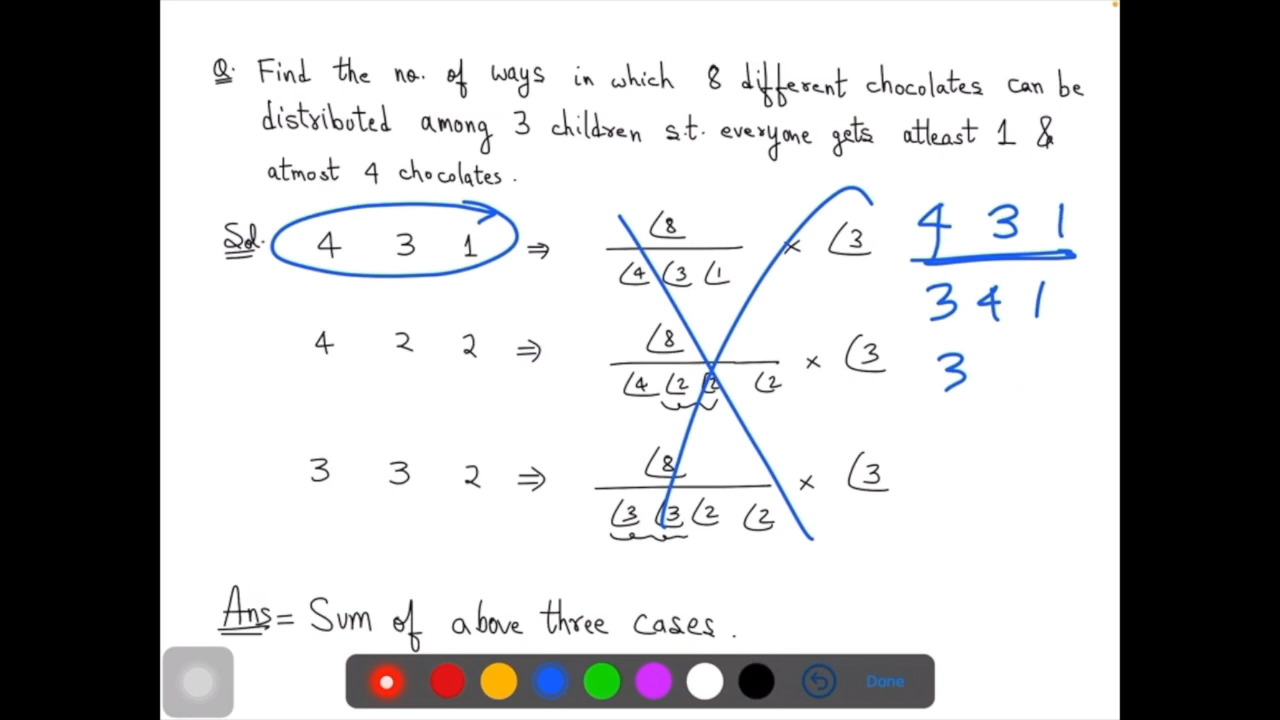 Q. Find the no. of ways in which 8 different chocolates can be
distributed among 3 children s.t. everyone gets atleast 1 &
atmost 4 chocolates.
Sol. 4 3 1 ⇒ ⌊8 / ⌊4 ⌊3 ⌊1 × ⌊3
4 3 1
3 4 1
3
4 2 2 ⇒ ⌊8 / ⌊4 ⌊2 ⌊2 ⌊2 × ⌊3
3 3 2 ⇒ ⌊8 / ⌊3 ⌊3 ⌊2 ⌊2 × ⌊3
Ans = Sum of above three cases.
Done